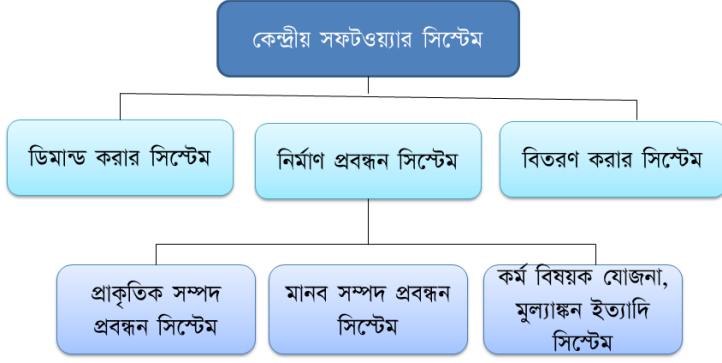 কেন্দ্রীয় সফটওয়্যার সিস্টেম
ডিমান্ড করার সিস্টেম
নির্মাণ প্রবন্ধন সিস্টেম
বিতরণ করার সিস্টেম
প্রাকৃতিক সম্পদ
প্রবন্ধন সিস্টেম
মানব সম্পদ প্রবন্ধন
সিস্টেম
কর্ম বিষয়ক যোজনা,
মুল্যাঙ্কন ইত্যাদি
সিস্টেম